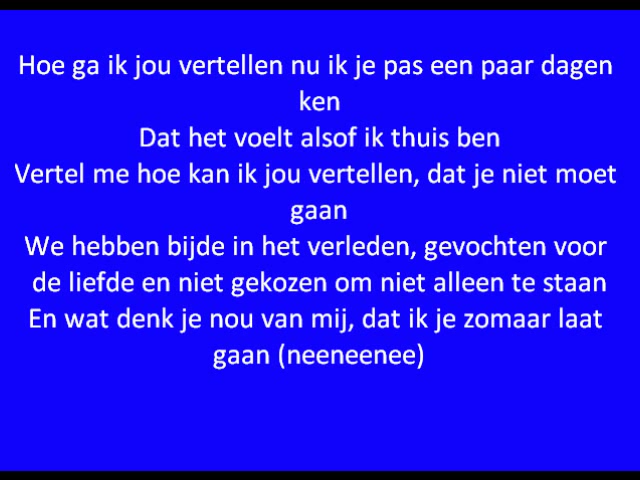 Hoe ga ik jou vertellen nu ik je pas een paar dagen
ken
Dat het voelt alsof ik thuis ben
Vertel me hoe kan ik jou vertellen, dat je niet moet
gaan
We hebben bijde in het verleden, gevochten voor
de liefde en niet gekozen om niet alleen te staan
En wat denk je nou van mij, dat ik je zomaar laat
gaan (neeneenee)